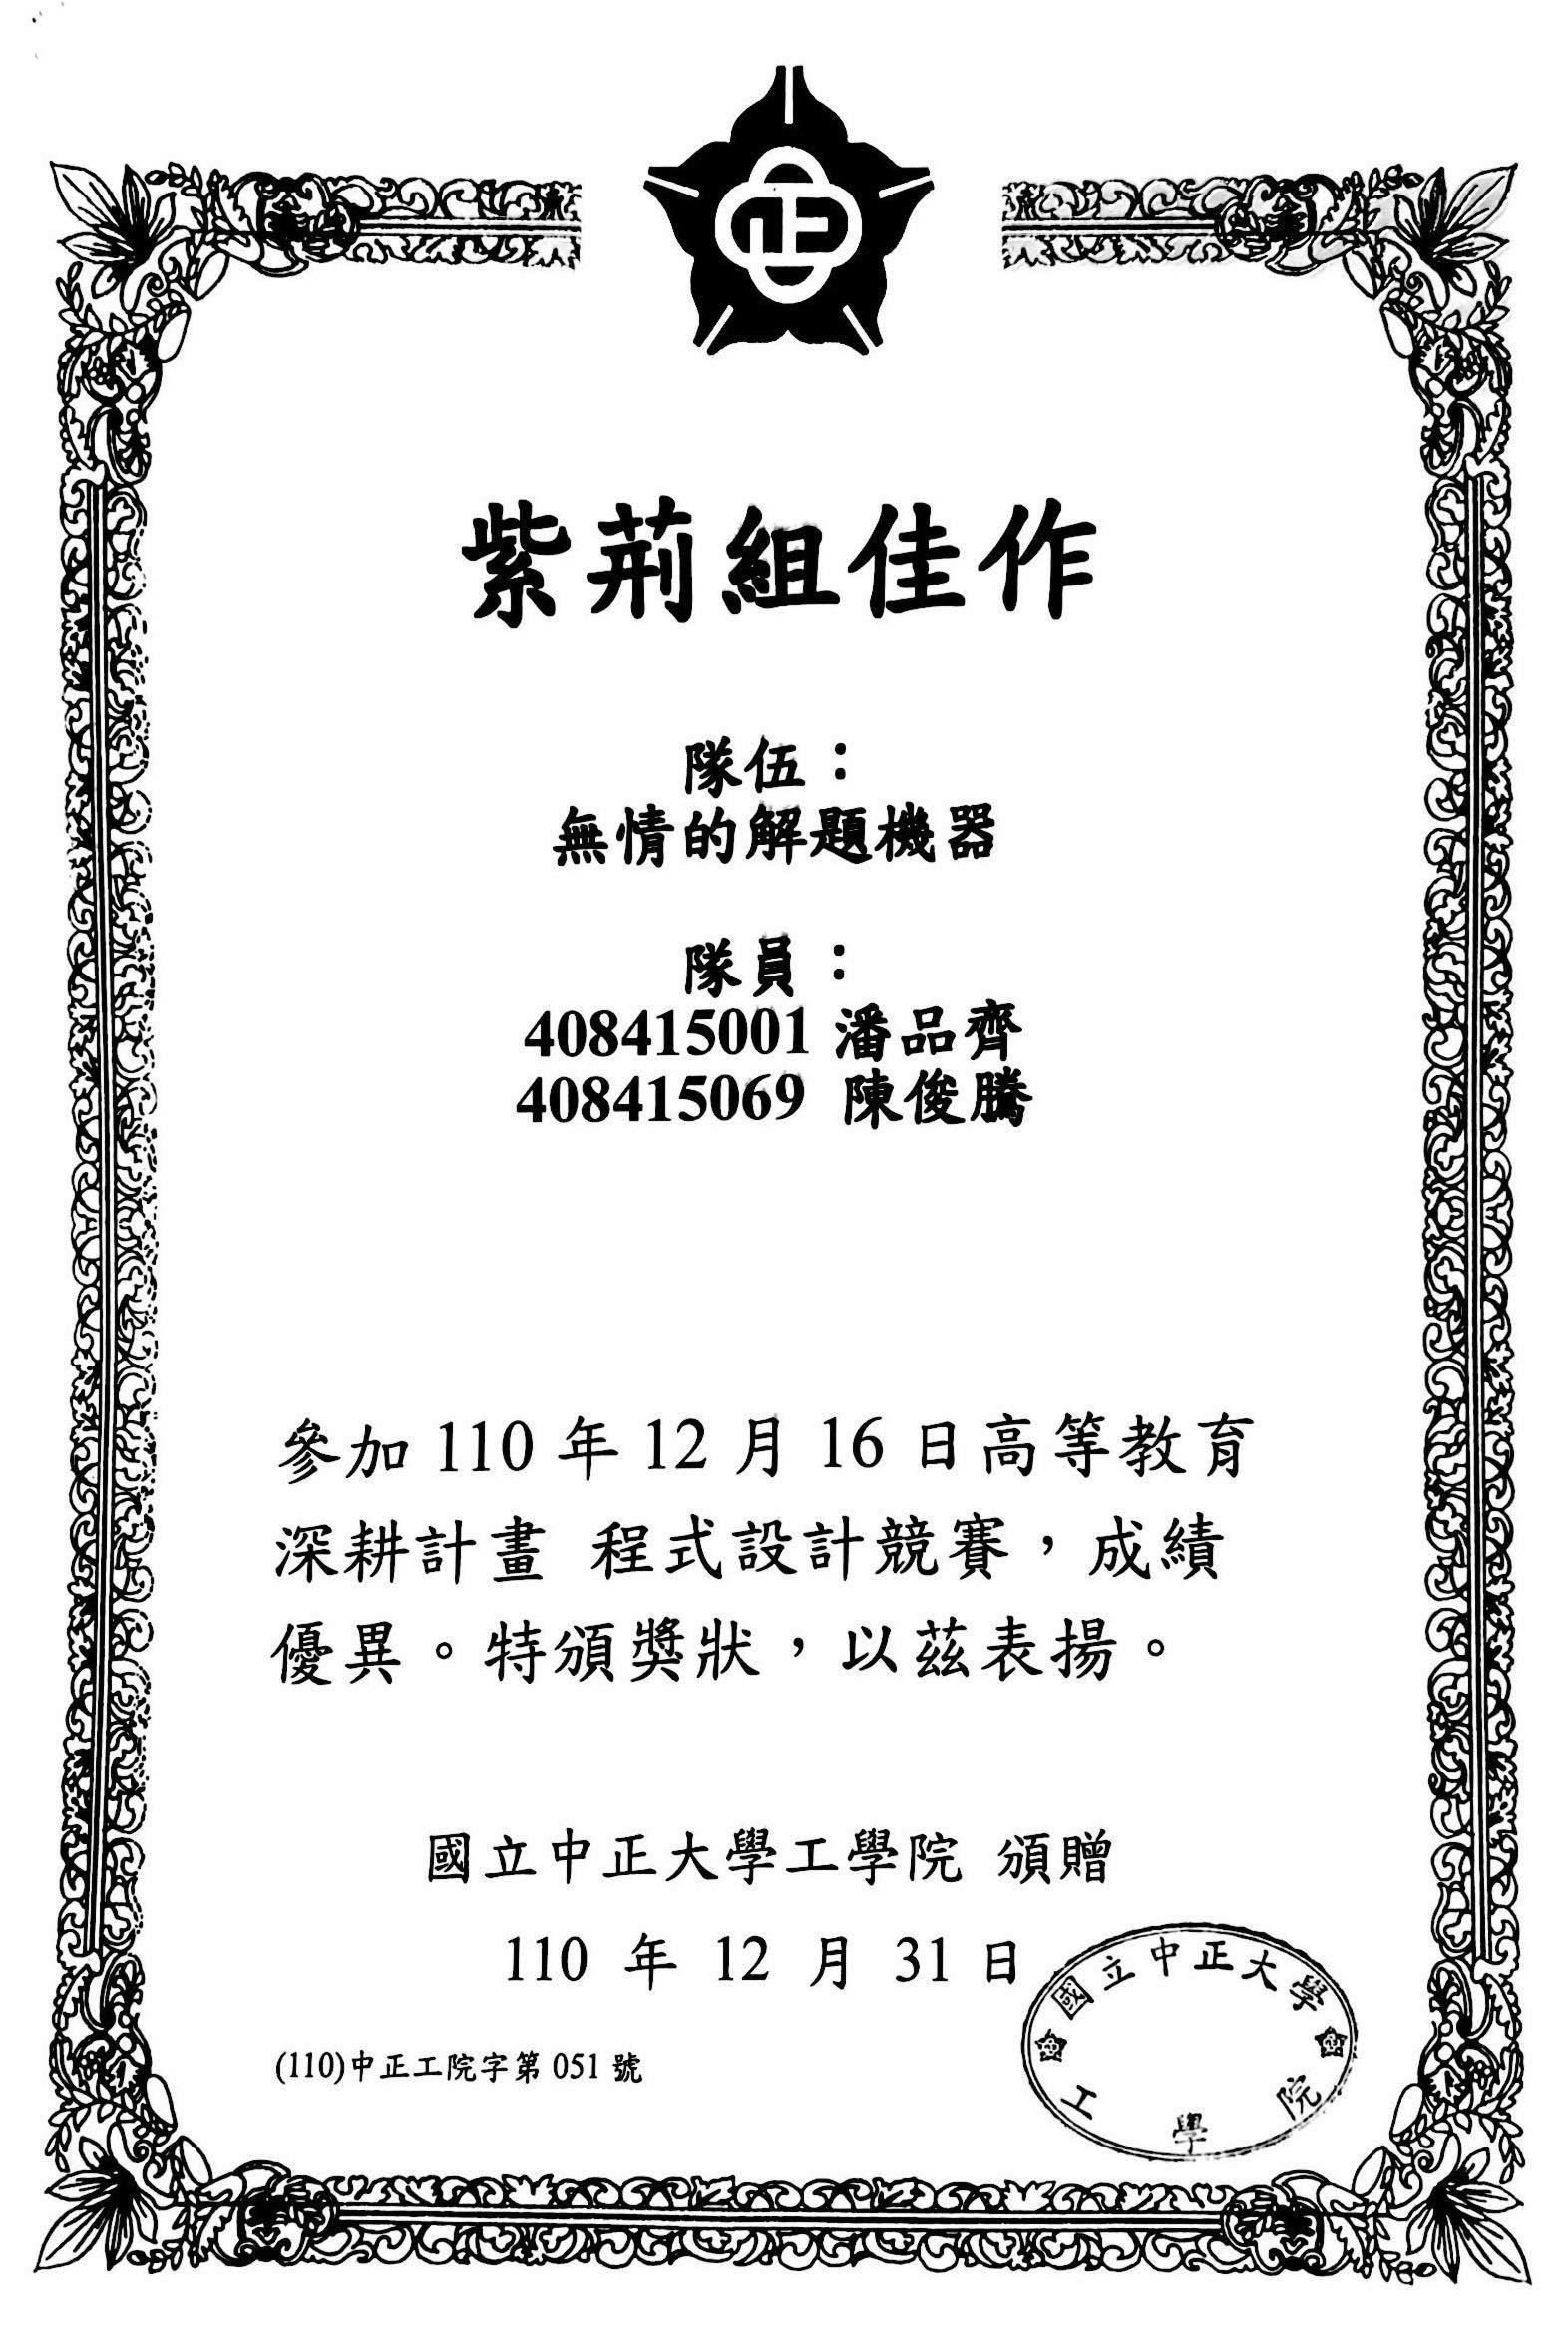 紫荊組佳作
隊伍：
無情的解題機器
隊員：
408415001 潘品齊
408415069 陳俊騰
參加 110 年 12 月 16 日高等教育
深耕計畫 程式設計競賽，成績
優異。特頒獎狀，以茲表揚。
國立中正大學工學院 頒贈
110 年 12 月 31 日
(110)中正工院字第 051 號
國立中正大學
工學院